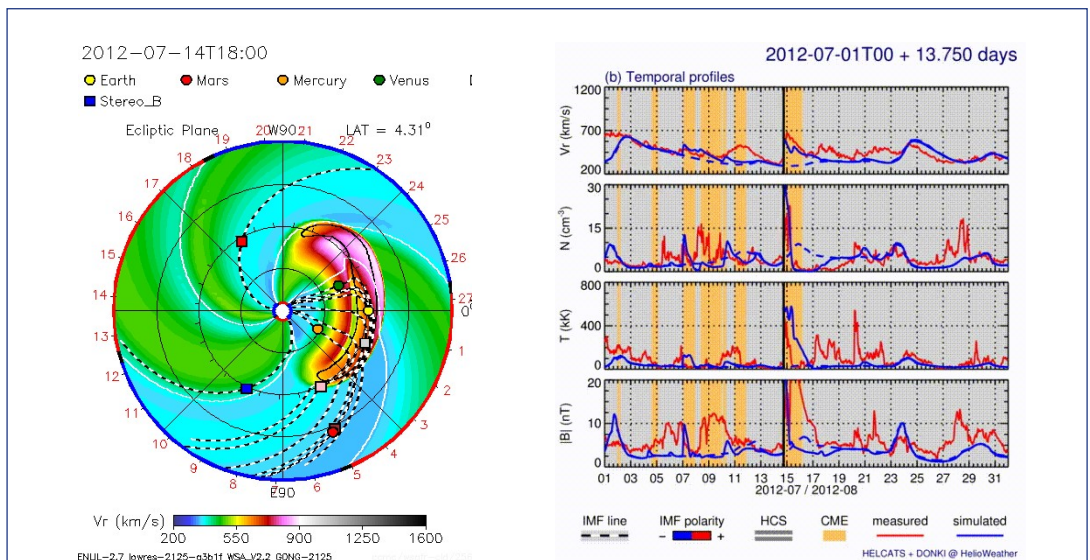 2012-07-14T18:00
Earth Mars Mercury Venus
Stereo_B
Ecliptic Plane W90 LAT = 4.31⁰
20 21
19 22
18 23
17 24
16 25
15 26
14 27
0⁰
13 1
12 2
11 3
10 4
9 5
8 7 6
E90
Vr (km/s)
200 550 900 1250 1600
ENLIL-2.7 lowres-2125-a3b1f WSA_V2.2 GONG-2125
2012-07-01T00 + 13.750 days
(b) Temporal profiles
Vr (km/s)
1200
700
200
N (cm⁻³)
30
15
0
T (kK)
800
400
0
|B| (nT)
20
10
0
01 03 05 07 09 11 13 15 17 19 21 23 25 27 29 31
2012-07 / 2012-08
IMF line IMF polarity HCS CME measured simulated
- +
HELCATS + DONKI @ HelioWeather